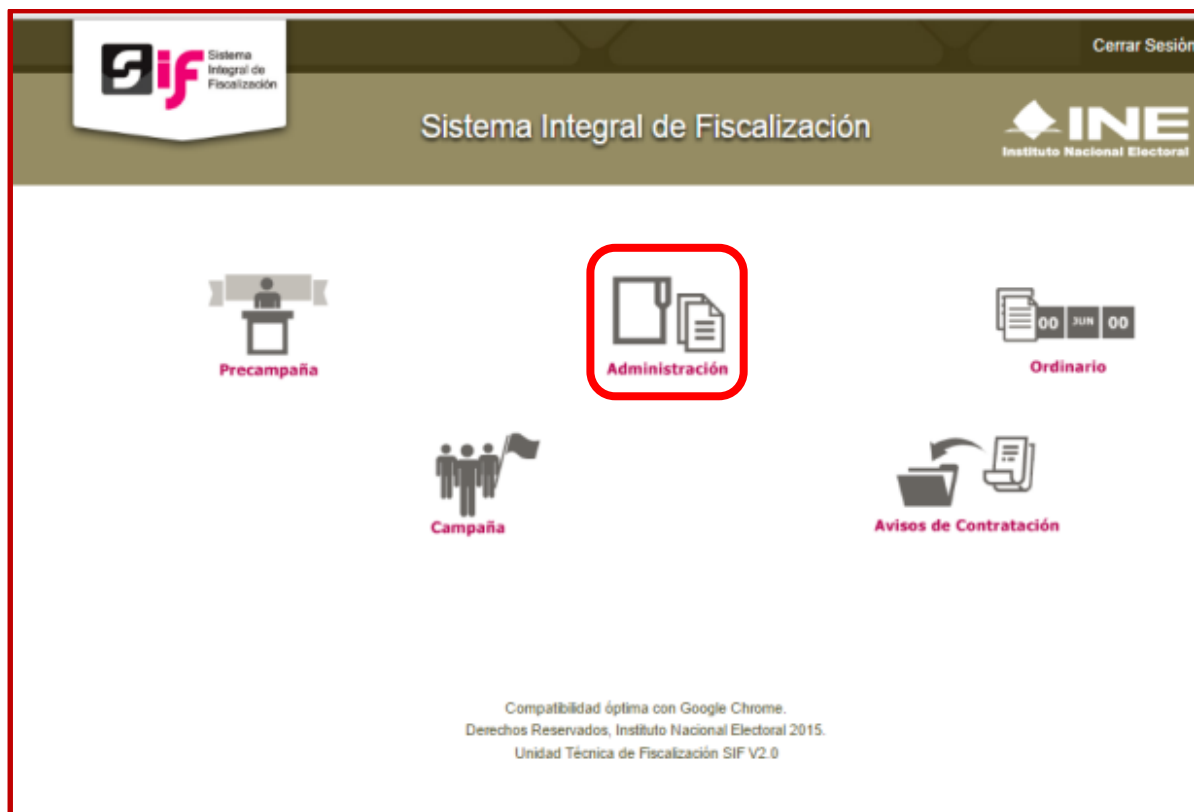 Cerrar Sesión
Sif
Sistema
Integral de
Fiscalización
Sistema Integral de Fiscalización
INE
Instituto Nacional Electoral
00 JUN 00
Precampaña
Administración
Ordinario
Campaña
Avisos de Contratación
Compatibilidad óptima con Google Chrome.
Derechos Reservados, Instituto Nacional Electoral 2015.
Unidad Técnica de Fiscalización SIF V2.0